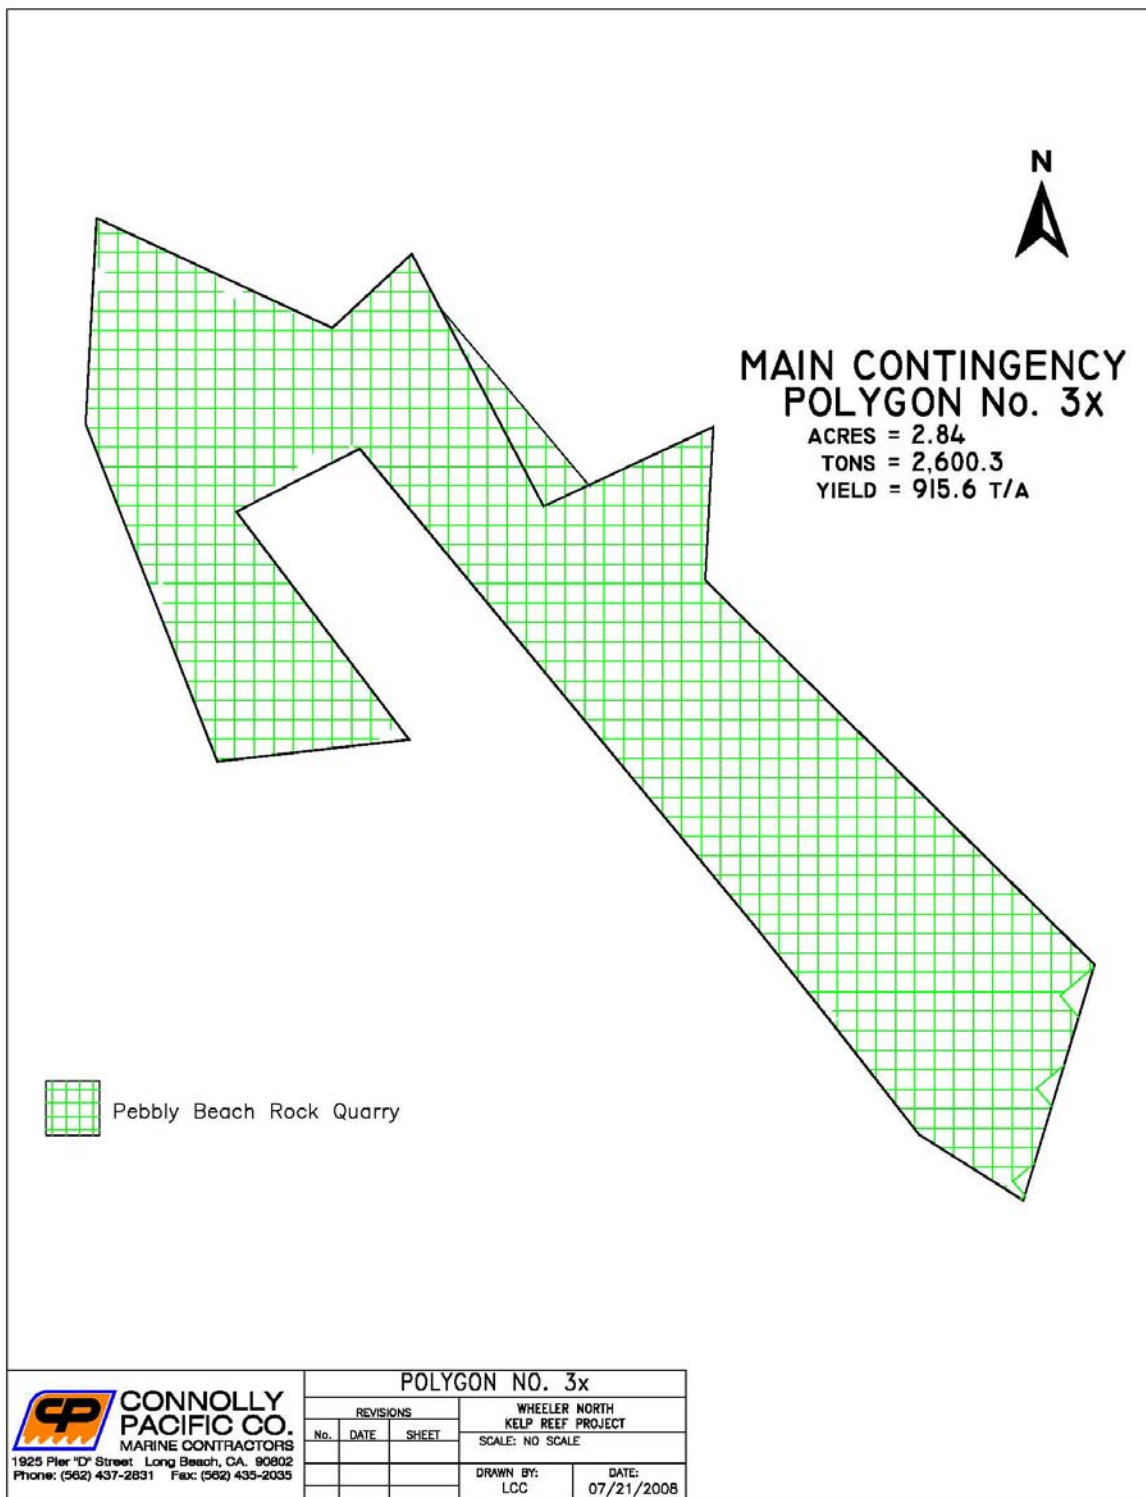 N
MAIN CONTINGENCY
POLYGON No. 3x
ACRES = 2.84
TONS = 2,600.3
YIELD = 915.6 T/A
Pebbly Beach Rock Quarry
CP
CONNOLLY
PACIFIC CO.
MARINE CONTRACTORS
1925 Pier "D" Street Long Beach, CA. 90802
Phone: (562) 437-2831 Fax: (562) 435-2035
POLYGON NO. 3x
REVISIONS
No. DATE SHEET
WHEELER NORTH
KELP REEF PROJECT
SCALE: NO SCALE
DRAWN BY:
LCC
DATE:
07/21/2008